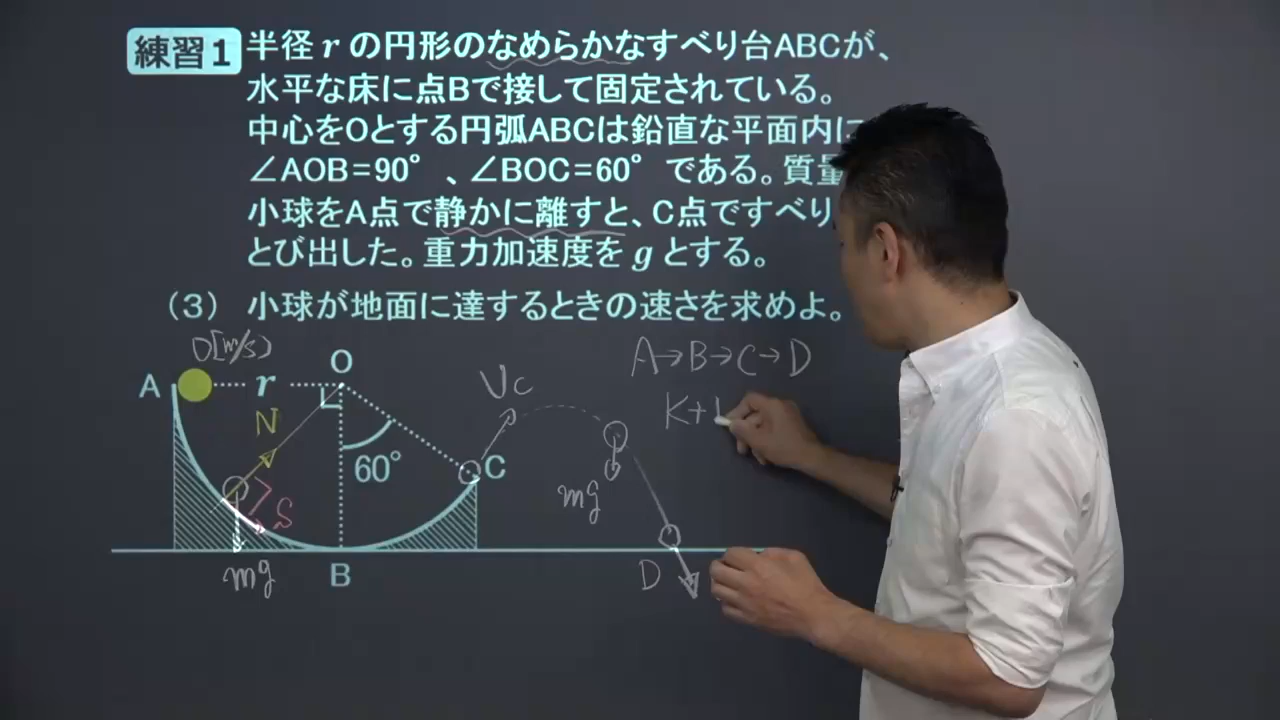 練習1
半径 r の円形のなめらかなすべり台ABCが、
水平な床に点Bで接して固定されている。
中心をOとする円弧ABCは鉛直な平面内に
∠AOB=90°、∠BOC=60°である。質量
小球をA点で静かに離すと、C点ですべり
とび出した。重力加速度を g とする。
(3) 小球が地面に達するときの速さを求めよ。
0[m/s]
A r O
N
60°
S
mg
B
C
Vc
mg
D
A→B→C→D
K+